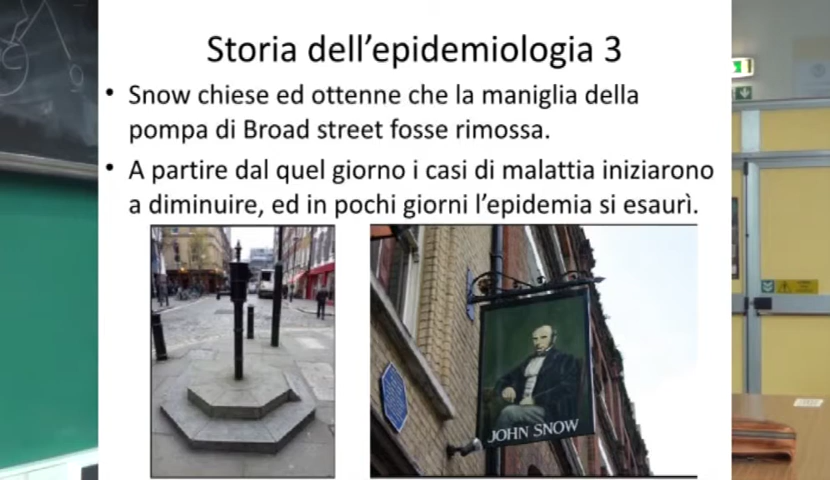 Storia dell'epidemiologia 3
• Snow chiese ed ottenne che la maniglia della
pompa di Broad street fosse rimossa.
• A partire dal quel giorno i casi di malattia iniziarono
a diminuire, ed in pochi giorni l'epidemia si esaurì.
JOHN SNOW